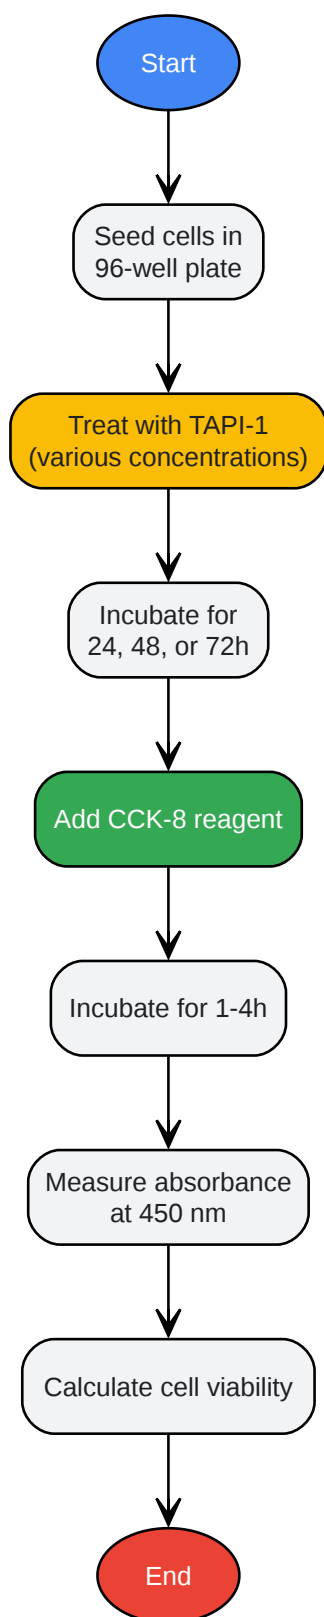 Start
Seed cells in
96-well plate
Treat with TAPI-1
(various concentrations)
Incubate for
24, 48, or 72h
Add CCK-8 reagent
Incubate for 1-4h
Measure absorbance
at 450 nm
Calculate cell viability
End